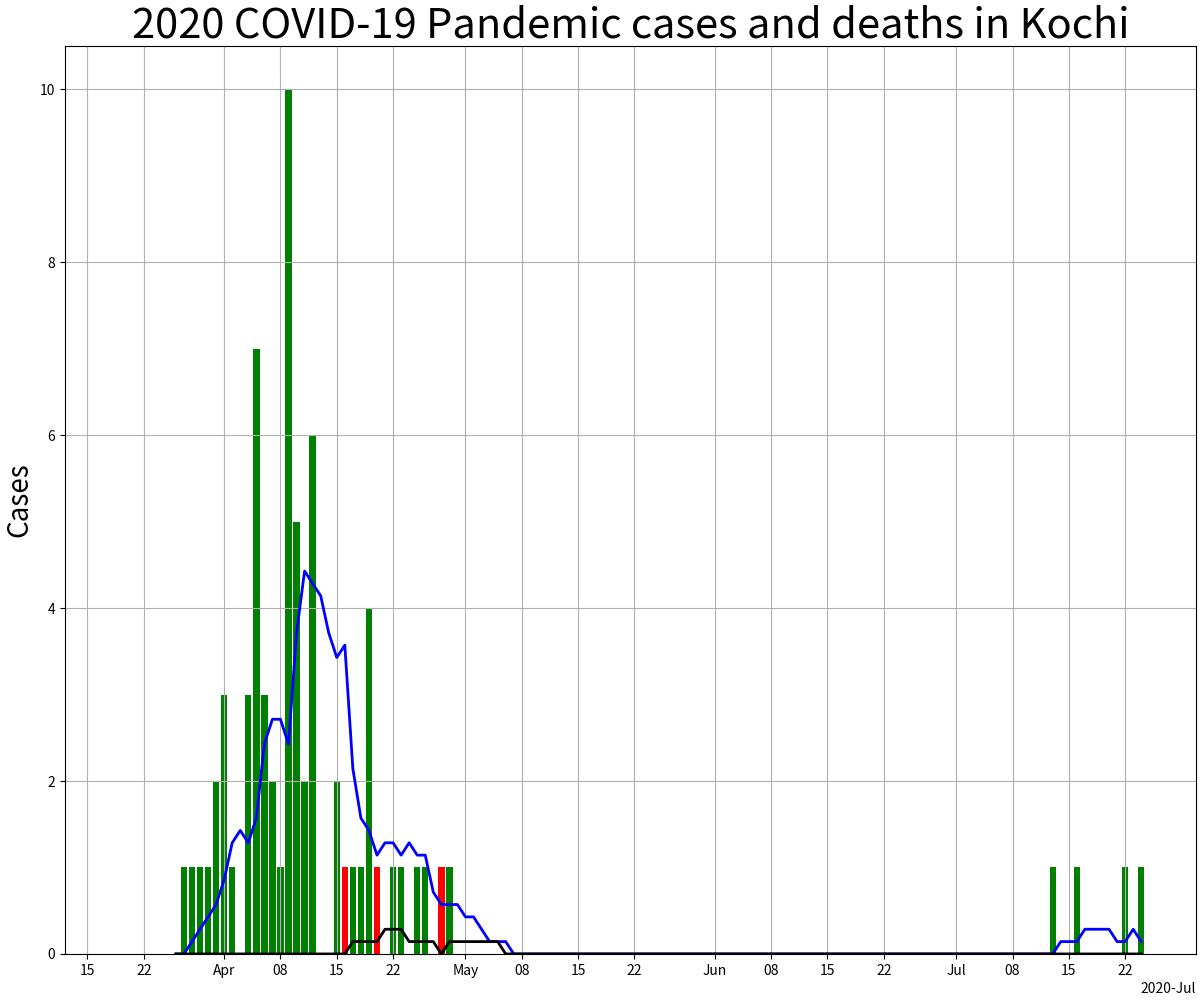 2020 COVID-19 Pandemic cases and deaths in Kochi
10
8
6
4
2
0
Cases
15 22 Apr 08 15 22 May 08 15 22 Jun 08 15 22 Jul 08 15 22
2020-Jul